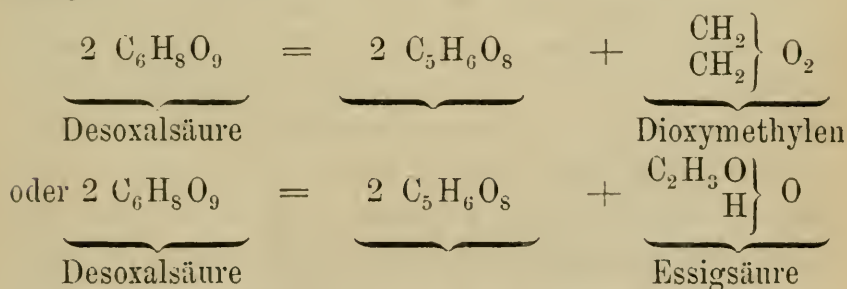 2 C₆H₈O₉ = 2 C₅H₆O₈ + CH₂ CH₂} O₂
Desoxalsäure Dioxymethylen
oder 2 C₆H₈O₉ = 2 C₅H₆O₈ + C₂H₃O H} O
Desoxalsäure Essigsäure